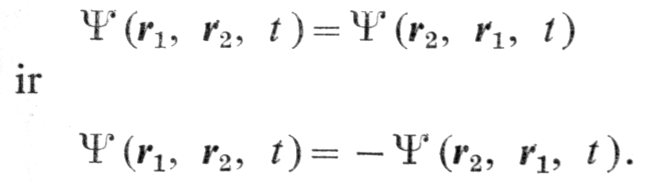 Ψ(r₁, r₂, t) = Ψ(r₂, r₁, t)
ir
Ψ(r₁, r₂, t) = −Ψ(r₂, r₁, t).